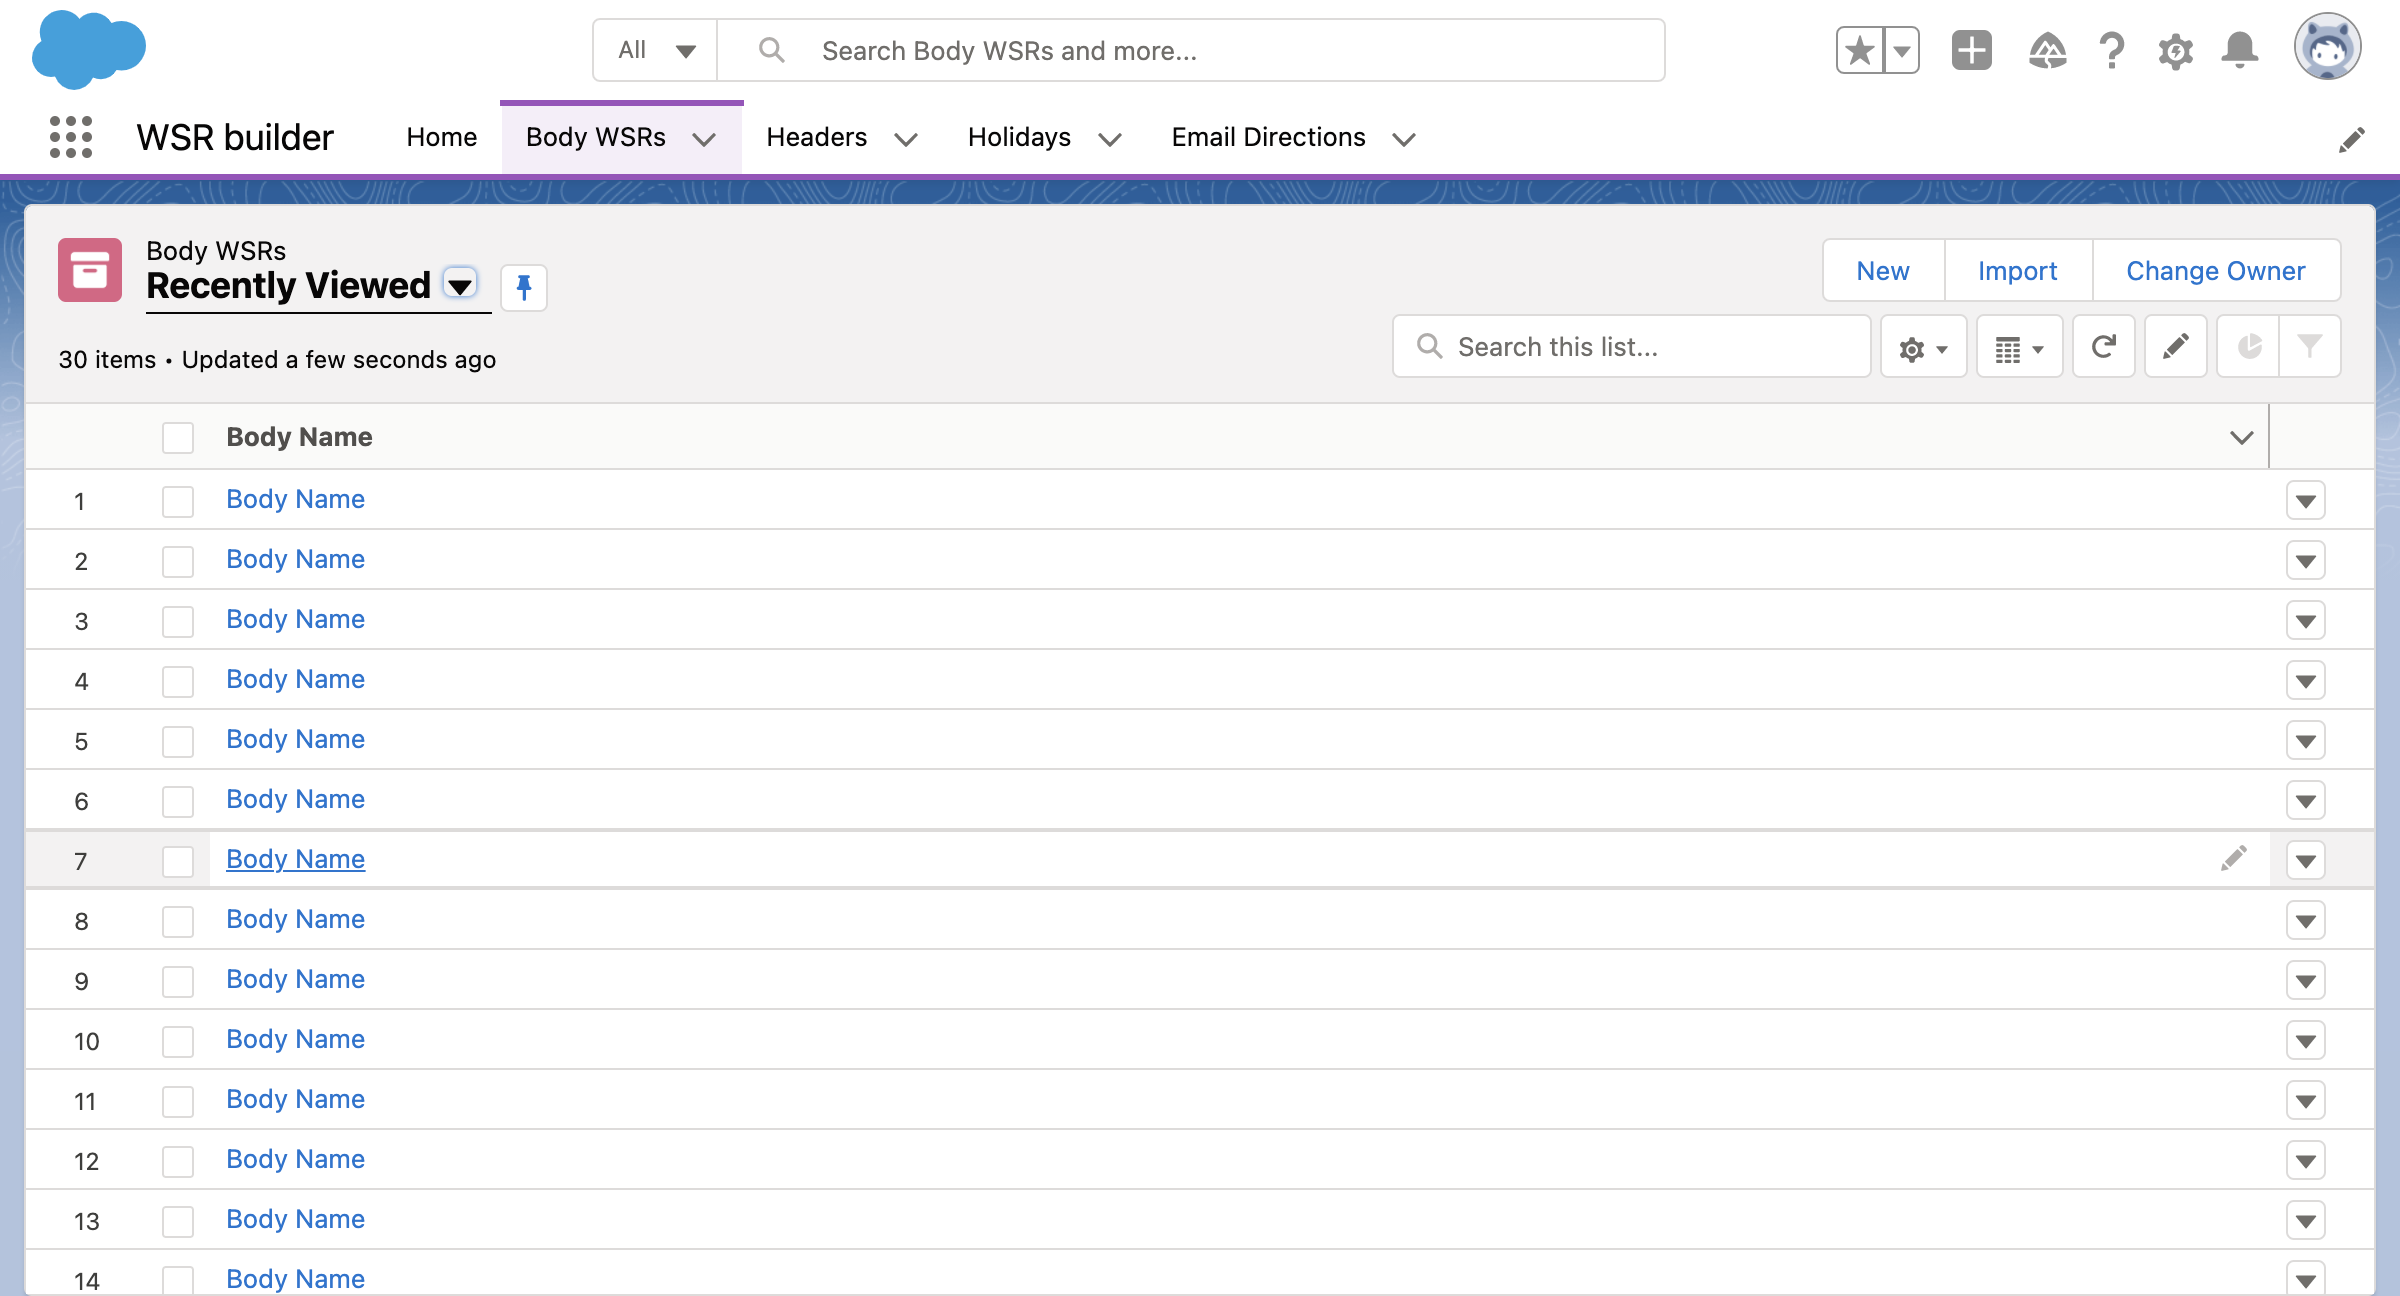 All Search Body WSRs and more...
WSR builder Home Body WSRs Headers Holidays Email Directions
Body WSRs
Recently Viewed
New Import Change Owner
30 items • Updated a few seconds ago
Search this list...
Body Name
1 Body Name
2 Body Name
3 Body Name
4 Body Name
5 Body Name
6 Body Name
7 Body Name
8 Body Name
9 Body Name
10 Body Name
11 Body Name
12 Body Name
13 Body Name
14 Body Name